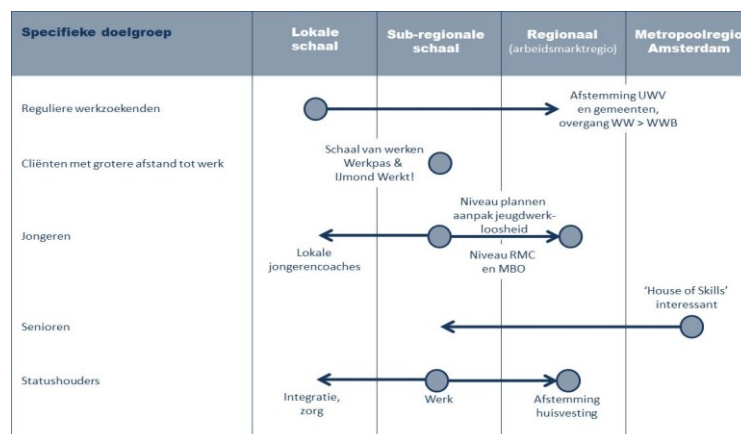 Specifieke doelgroep
Lokale
schaal
Sub-regionale
schaal
Regionaal
(arbeidsmarktregio)
Metropoolregio
Amsterdam
Reguliere werkzoekenden
Afstemming UWV
en gemeenten,
overgang WW > WWB
Cliënten met grotere afstand tot werk
Schaal van werken
Werkpas &
IJmond Werkt!
Jongeren
Lokale
jongerencoaches
Niveau plannen
aanpak jeugdwerk-
loosheid
Niveau RMC
en MBO
Senioren
‘House of Skills’
interessant
Statushouders
Integratie,
zorg
Werk
Afstemming
huisvesting